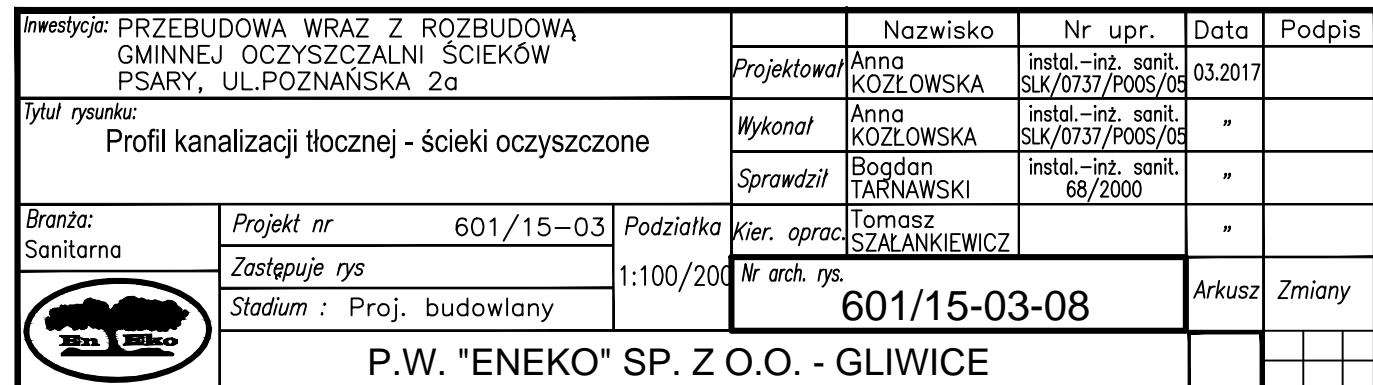 Inwestycja: PRZEBUDOWA WRAZ Z ROZBUDOWĄ
GMINNEJ OCZYSZCZALNI ŚCIEKÓW
PSARY, UL.POZNAŃSKA 2a
Tytuł rysunku:
Profil kanalizacji tłocznej - ścieki oczyszczone
Nazwisko Nr upr. Data Podpis
Projektował Anna KOZŁOWSKA instal.-inż. sanit. SLK/0737/POOS/05 03.2017
Wykonał Anna KOZŁOWSKA instal.-inż. sanit. SLK/0737/POOS/05 "
Sprawdził Bogdan TARNAWSKI instal.-inż. sanit. 68/2000 "
Kier. oprac. Tomasz SZAŁANKIEWICZ "
Branża:
Sanitarna
Projekt nr 601/15-03
Zastępuje rys
Stadium : Proj. budowlany
Podziałka
1:100/200
Nr arch. rys.
601/15-03-08
Arkusz Zmiany
En Eko
P.W. "ENEKO" SP. Z O.O. - GLIWICE